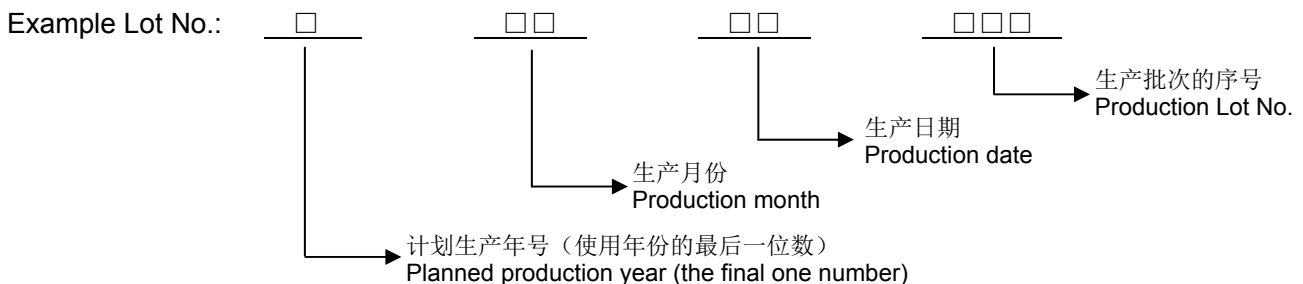 Example Lot No.: □ □□ □□ □□□
生产批次的序号
Production Lot No.
生产日期
Production date
生产月份
Production month
计划生产年号（使用年份的最后一位数）
Planned production year (the final one number)